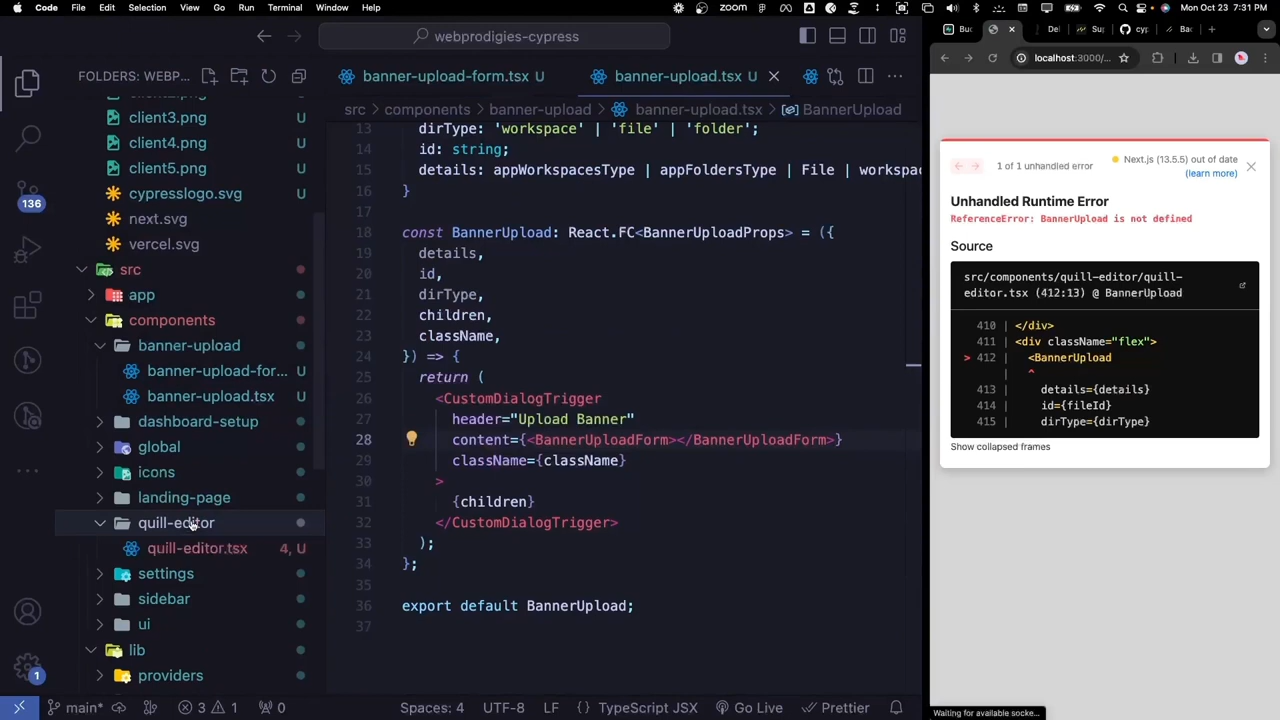 Code File Edit Selection View Go Run Terminal Window Help
zoom
Mon Oct 23 7:31 PM
webprodigies-cypress
FOLDERS: WEBP...
client3.png U
client4.png U
client5.png U
cypresslogo.svg U
next.svg
vercel.svg
src
app
components
banner-upload
banner-upload-for... U
banner-upload.tsx U
dashboard-setup
global
icons
landing-page
quill-editor
quill-editor.tsx 4, U
settings
sidebar
ui
lib
providers
136
1
banner-upload-form.tsx U
banner-upload.tsx U
src > components > banner-upload > banner-upload.tsx > BannerUpload
13 dirType: 'workspace' | 'file' | 'folder';
14 id: string;
15 details: appWorkspacesType | appFoldersType | File | workspa
16 }
17
18 const BannerUpload: React.FC<BannerUploadProps> = ({
19 details,
20 id,
21 dirType,
22 children,
23 className,
24 }) => {
25 return (
26 <CustomDialogTrigger
27 header="Upload Banner"
28 content={<BannerUploadForm></BannerUploadForm>}
29 className={className}
30 >
31 {children}
32 </CustomDialogTrigger>
33 );
34 };
35
36 export default BannerUpload;
37
main* 3 1 0 Spaces: 4 UTF-8 LF {} TypeScript JSX Go Live Prettier
localhost:3000/...
1 of 1 unhandled error
Next.js (13.5.5) out of date
(learn more)
Unhandled Runtime Error
ReferenceError: BannerUpload is not defined
Source
src/components/quill-editor/quill-
editor.tsx (412:13) @ BannerUpload
410 | </div>
411 | <div className="flex">
> 412 | <BannerUpload
| ^
413 | details={details}
414 | id={fileId}
415 | dirType={dirType}
Show collapsed frames
Waiting for available socke...